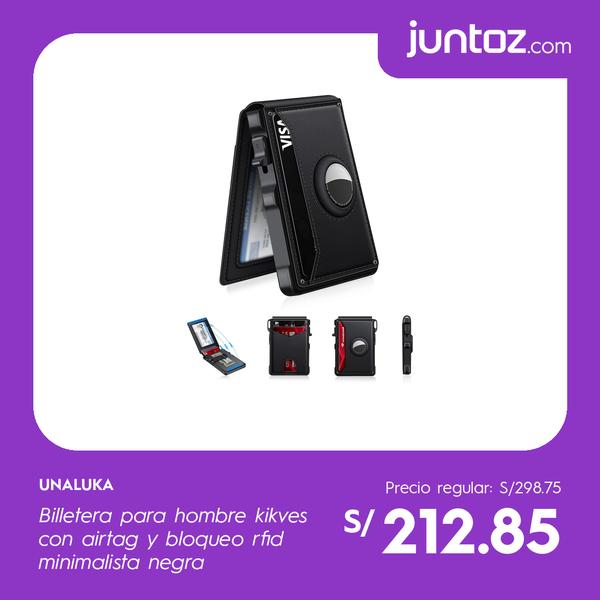 juntoz.com
VISA
UNALUKA
Billetera para hombre kikves
con airtag y bloqueo rfid
minimalista negra
Precio regular: S/298.75
S/ 212.85